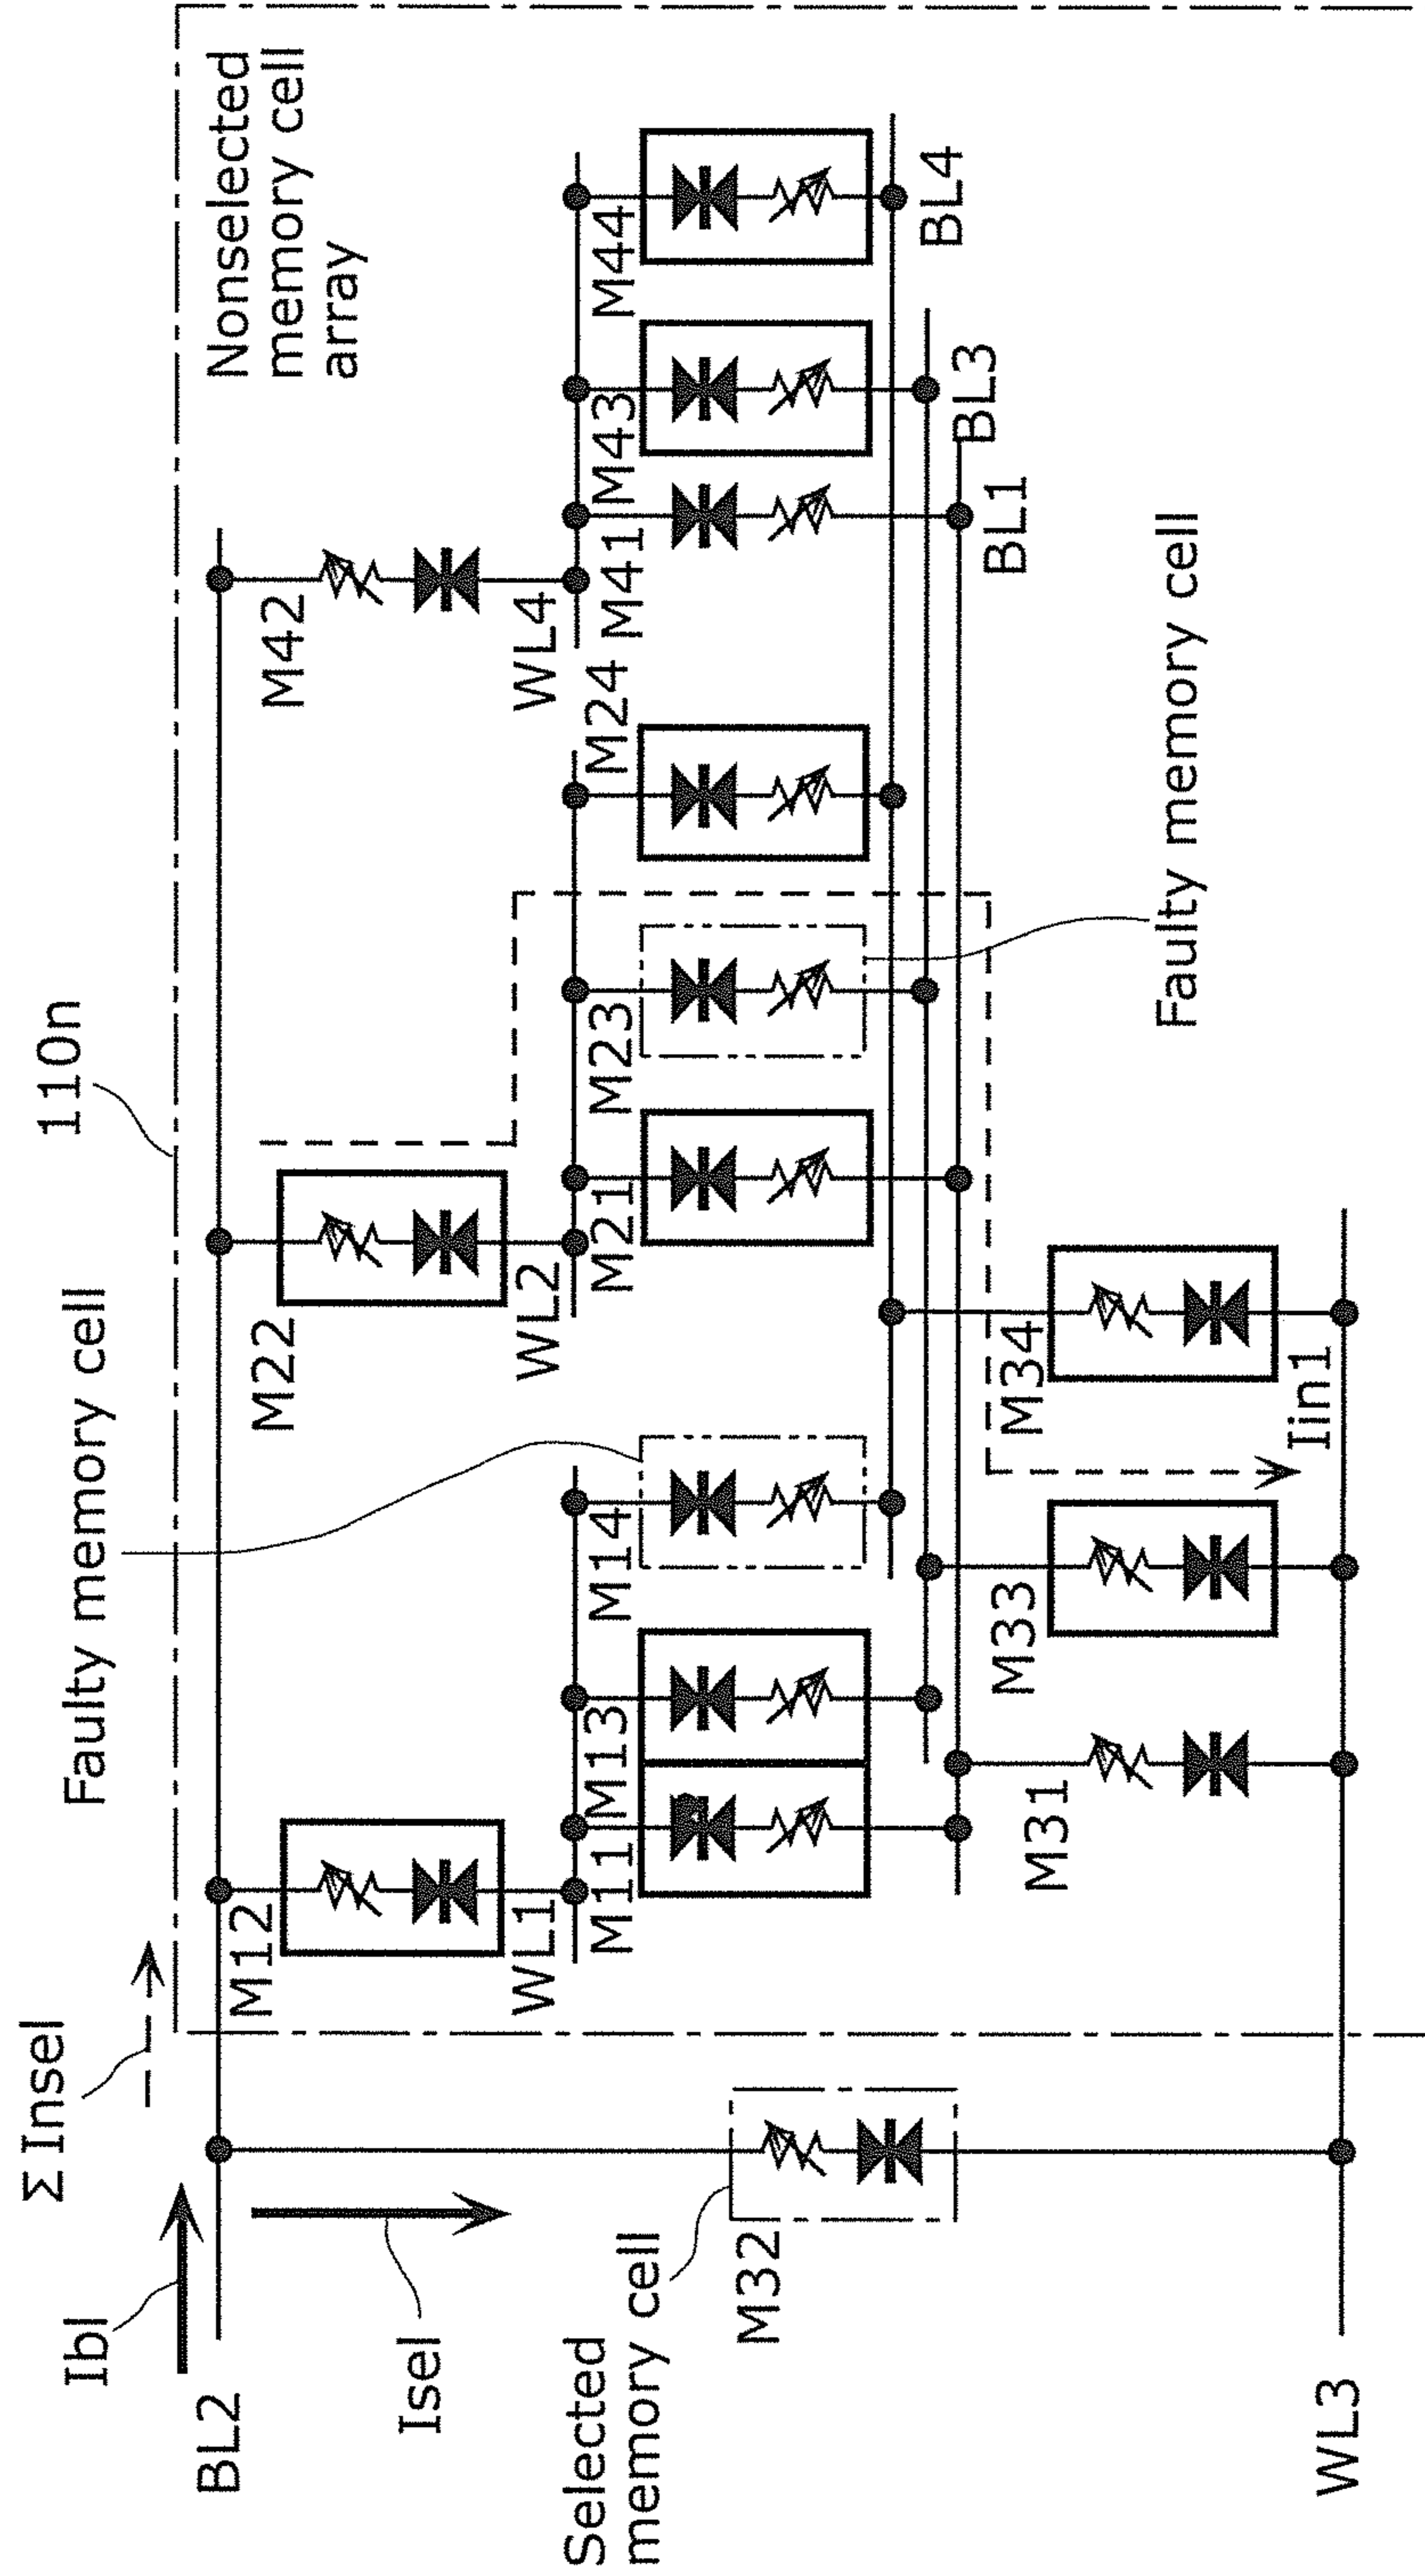 110n
Nonselected
memory cell
array
Faulty memory cell
Σ Insel
Ibl
BL2
Isel
M12
M22
M42
WL1
WL2
WL4
M11
M13
M14
M21
M23
M24
M41
M43
M44
BL4
BL3
BL1
Faulty memory cell
Selected
memory cell
M32
M31
M33
M34
Iin1
WL3